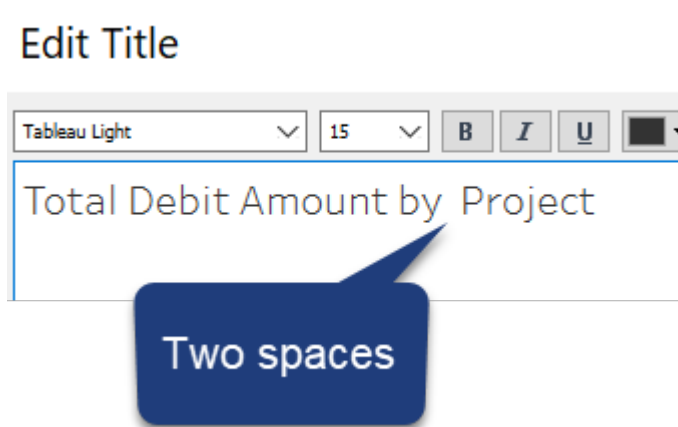 Edit Title
Tableau Light 15 B I U
Total Debit Amount by  Project
Two spaces